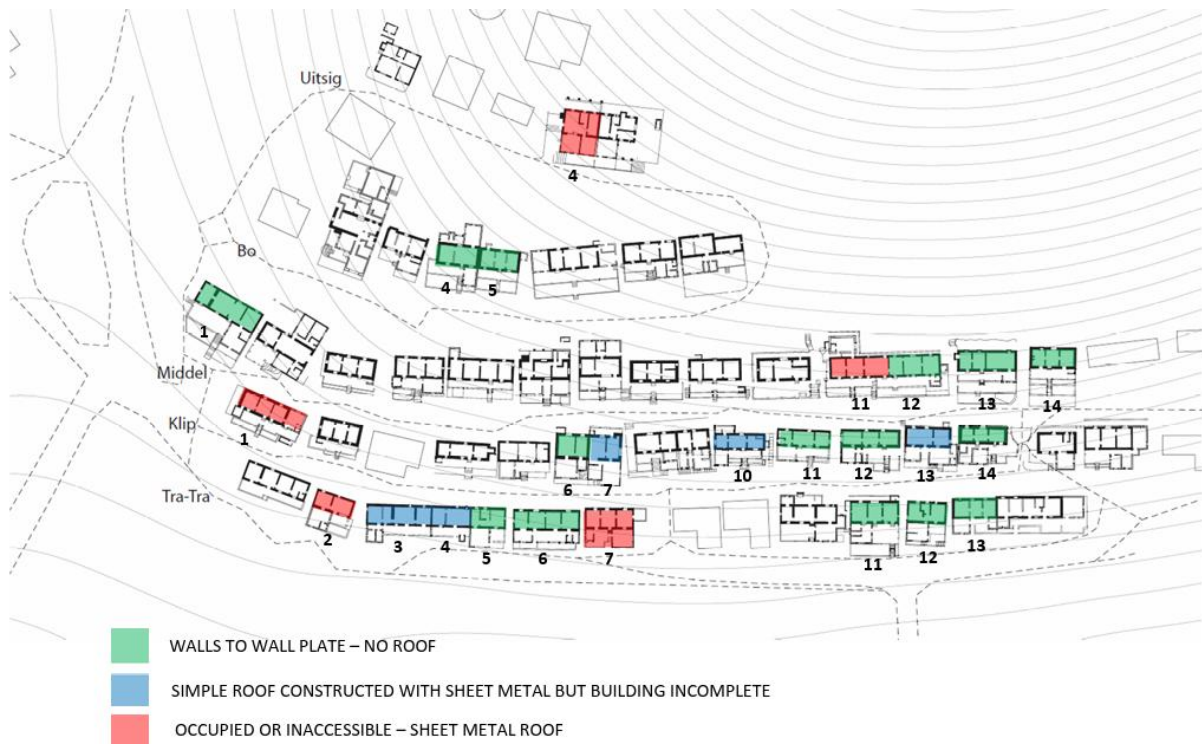 Uitsig
4
Bo
4 5
1
Middel
11 12 13 14
Klip
1
6 7 10 11 12 13 14
Tra-Tra
2 3 4 5 6 7 11 12 13
WALLS TO WALL PLATE – NO ROOF
SIMPLE ROOF CONSTRUCTED WITH SHEET METAL BUT BUILDING INCOMPLETE
OCCUPIED OR INACCESSIBLE – SHEET METAL ROOF